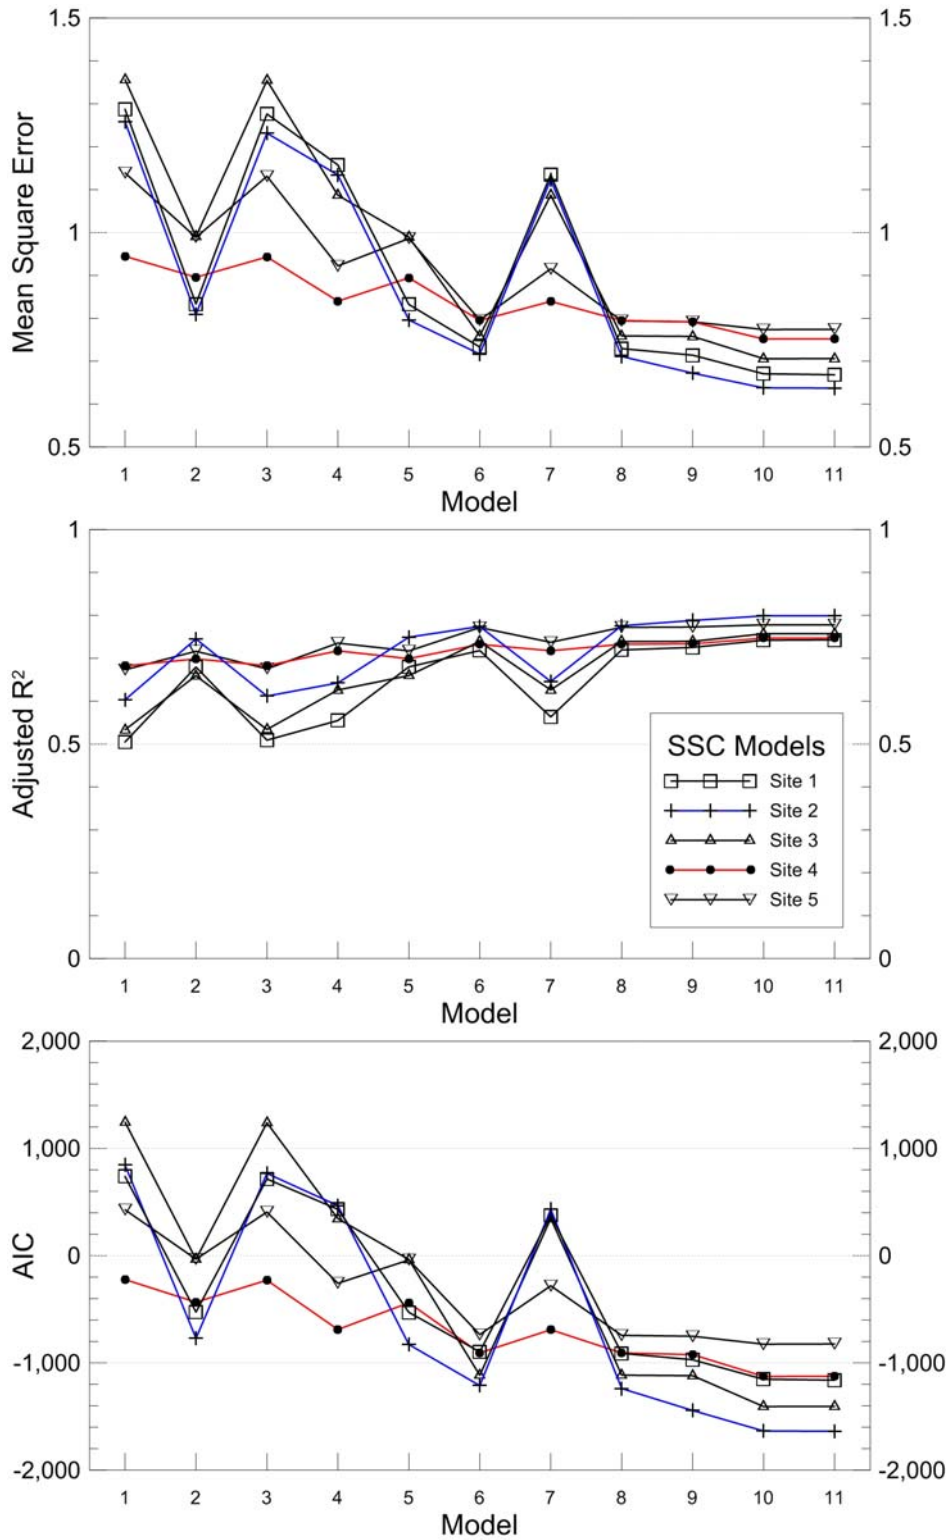 1.5 1.5
Mean Square Error
1 1
0.5 0.5
1 2 3 4 5 6 7 8 9 10 11
Model
1 1
Adjusted R²
0.5 0.5
SSC Models
Site 1
Site 2
Site 3
Site 4
Site 5
0 0
1 2 3 4 5 6 7 8 9 10 11
Model
2,000 2,000
1,000 1,000
AIC
0 0
-1,000 -1,000
-2,000 -2,000
1 2 3 4 5 6 7 8 9 10 11
Model